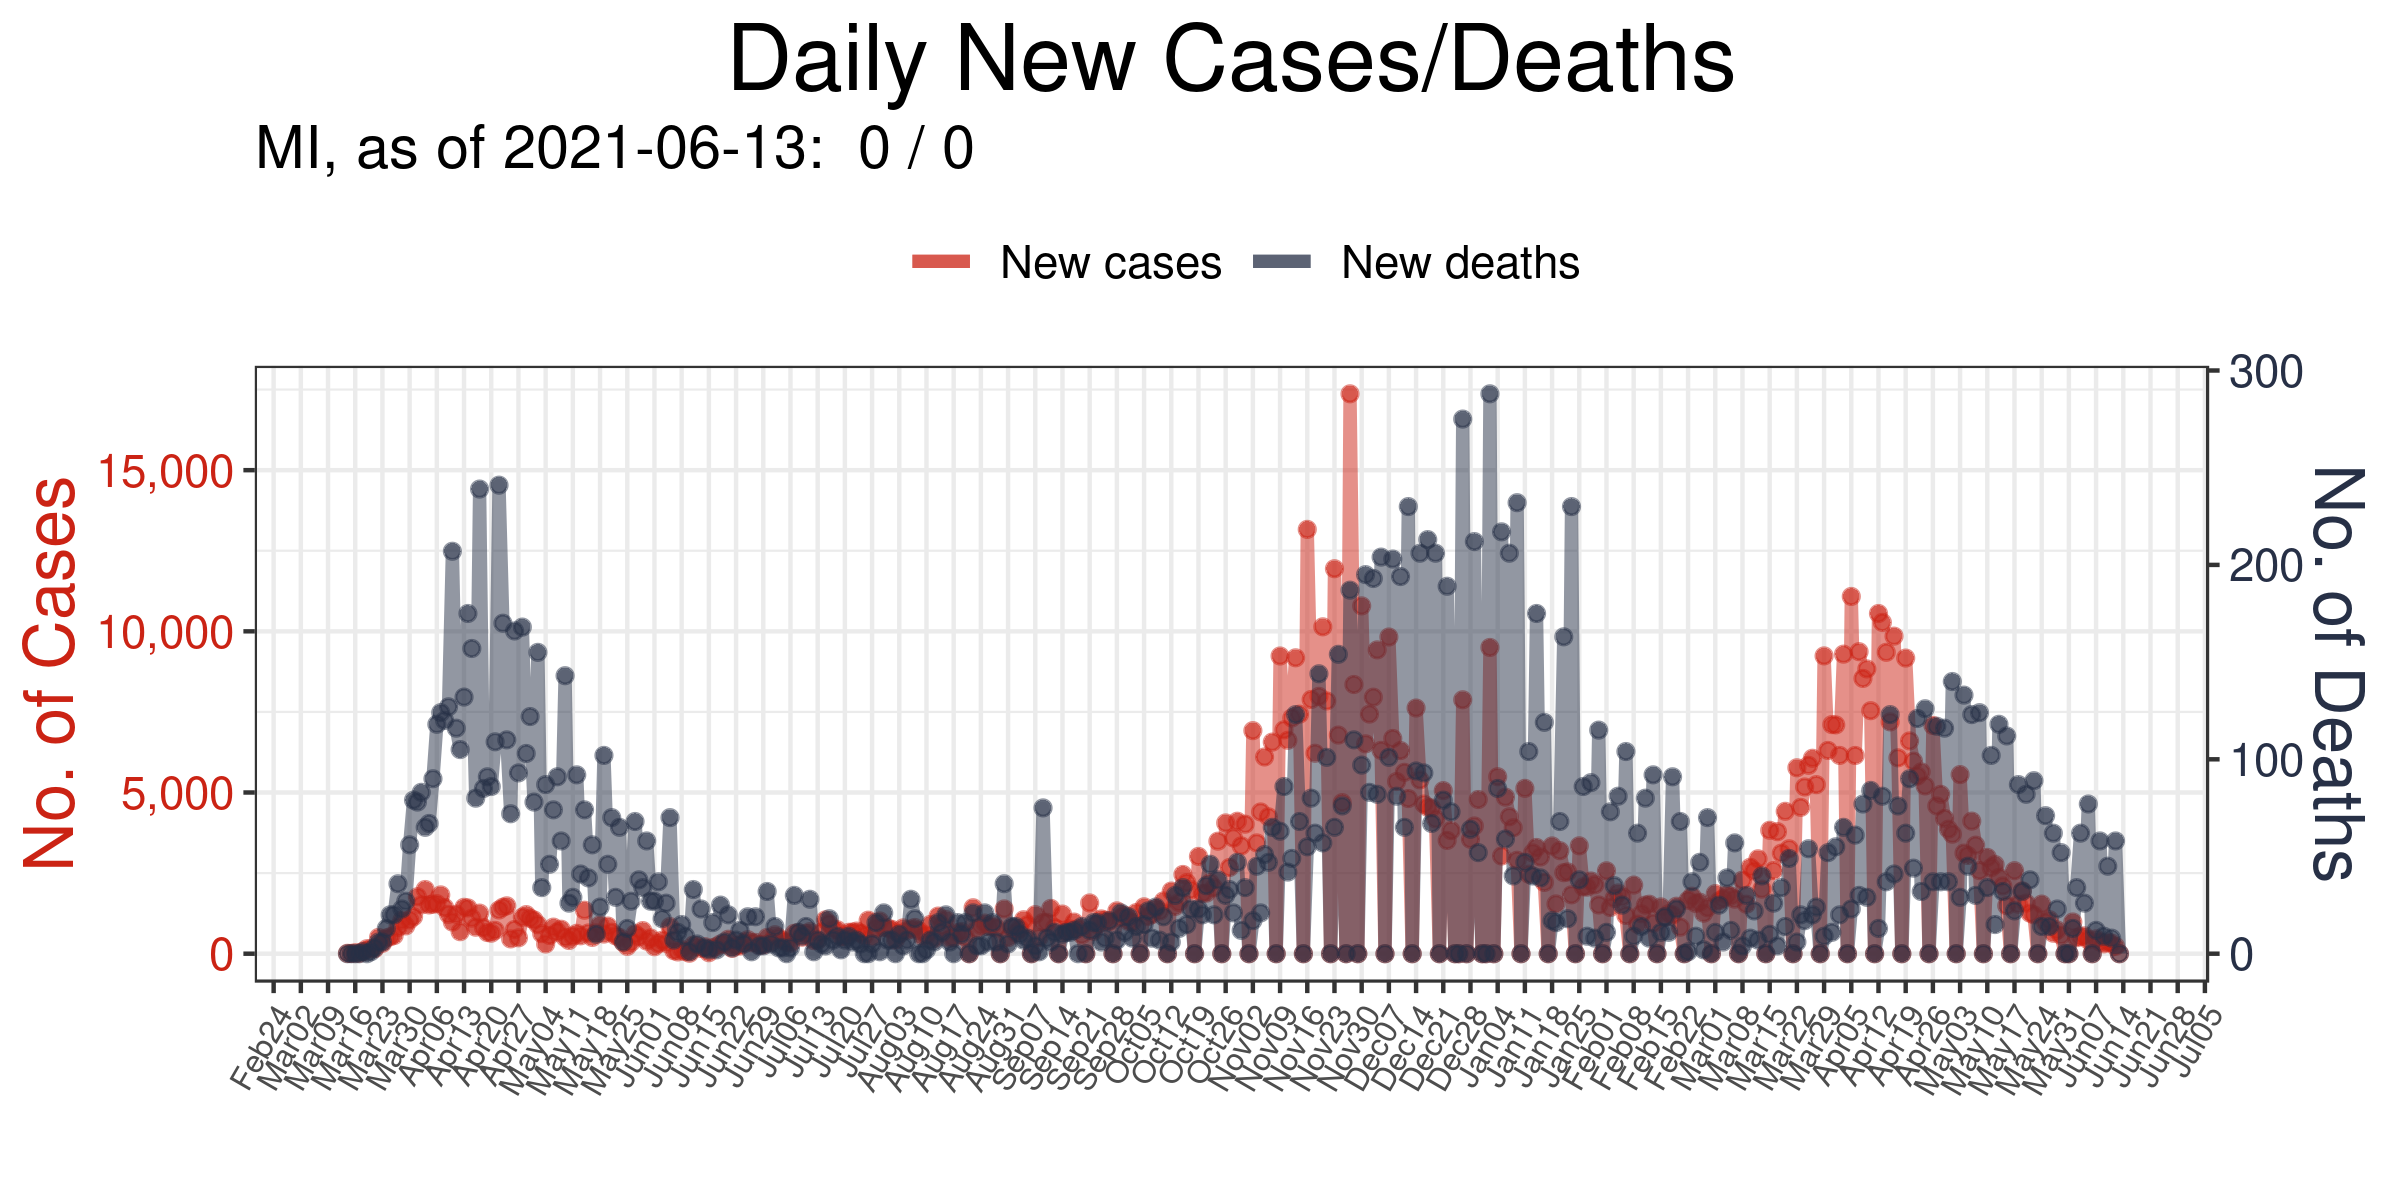 Daily New Cases/Deaths
MI, as of 2021-06-13:  0 / 0
New cases
New deaths
No. of Cases
15,000
10,000
5,000
0
300
200
100
0
No. of Deaths
Feb24
Mar02
Mar09
Mar16
Mar23
Mar30
Apr06
Apr13
Apr20
Apr27
May04
May11
May18
May25
Jun01
Jun08
Jun15
Jun22
Jun29
Jul06
Jul13
Jul20
Jul27
Aug03
Aug10
Aug17
Aug24
Aug31
Sep07
Sep14
Sep21
Sep28
Oct05
Oct12
Oct19
Oct26
Nov02
Nov09
Nov16
Nov23
Nov30
Dec07
Dec14
Dec21
Dec28
Jan04
Jan11
Jan18
Jan25
Feb01
Feb08
Feb15
Feb22
Mar01
Mar08
Mar15
Mar22
Mar29
Apr05
Apr12
Apr19
Apr26
May03
May10
May17
May24
May31
Jun07
Jun14
Jun21
Jun28
Jul05